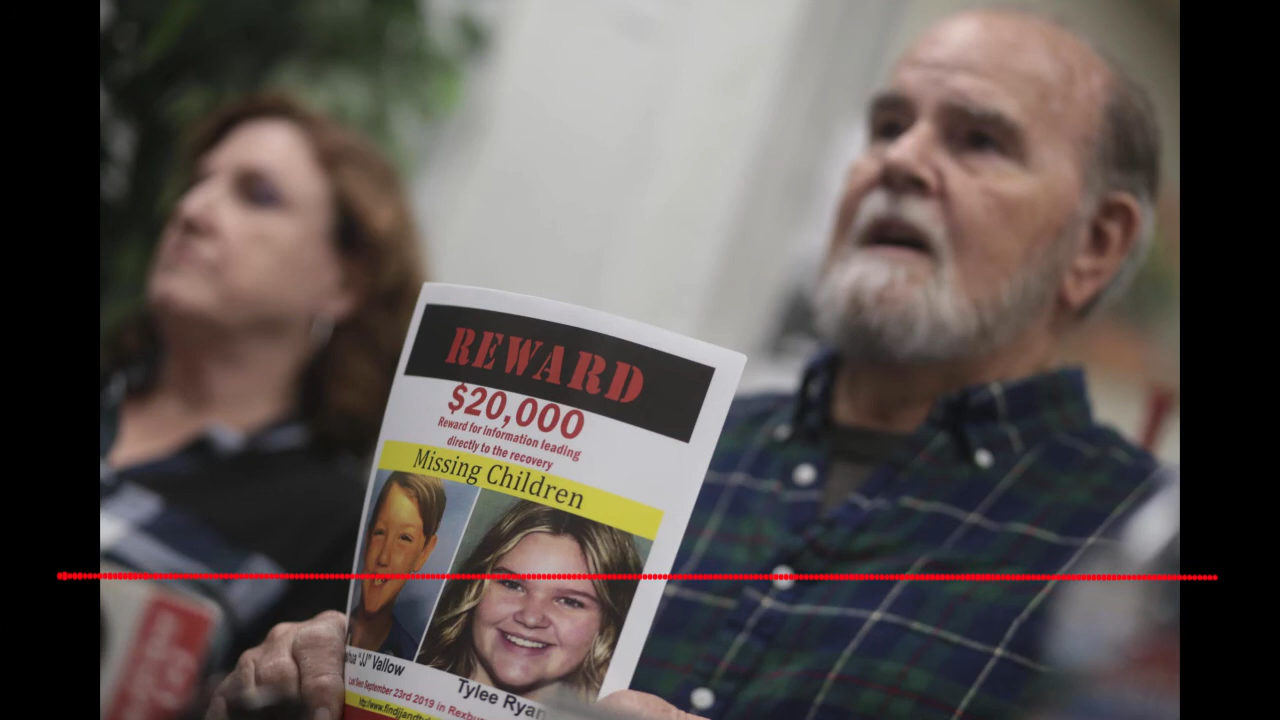 REWARD
$20,000
Reward for information leading
directly to the recovery
Missing Children
"JJ" Vallow
Tylee Ryan
Last Seen September 23rd 2019 in